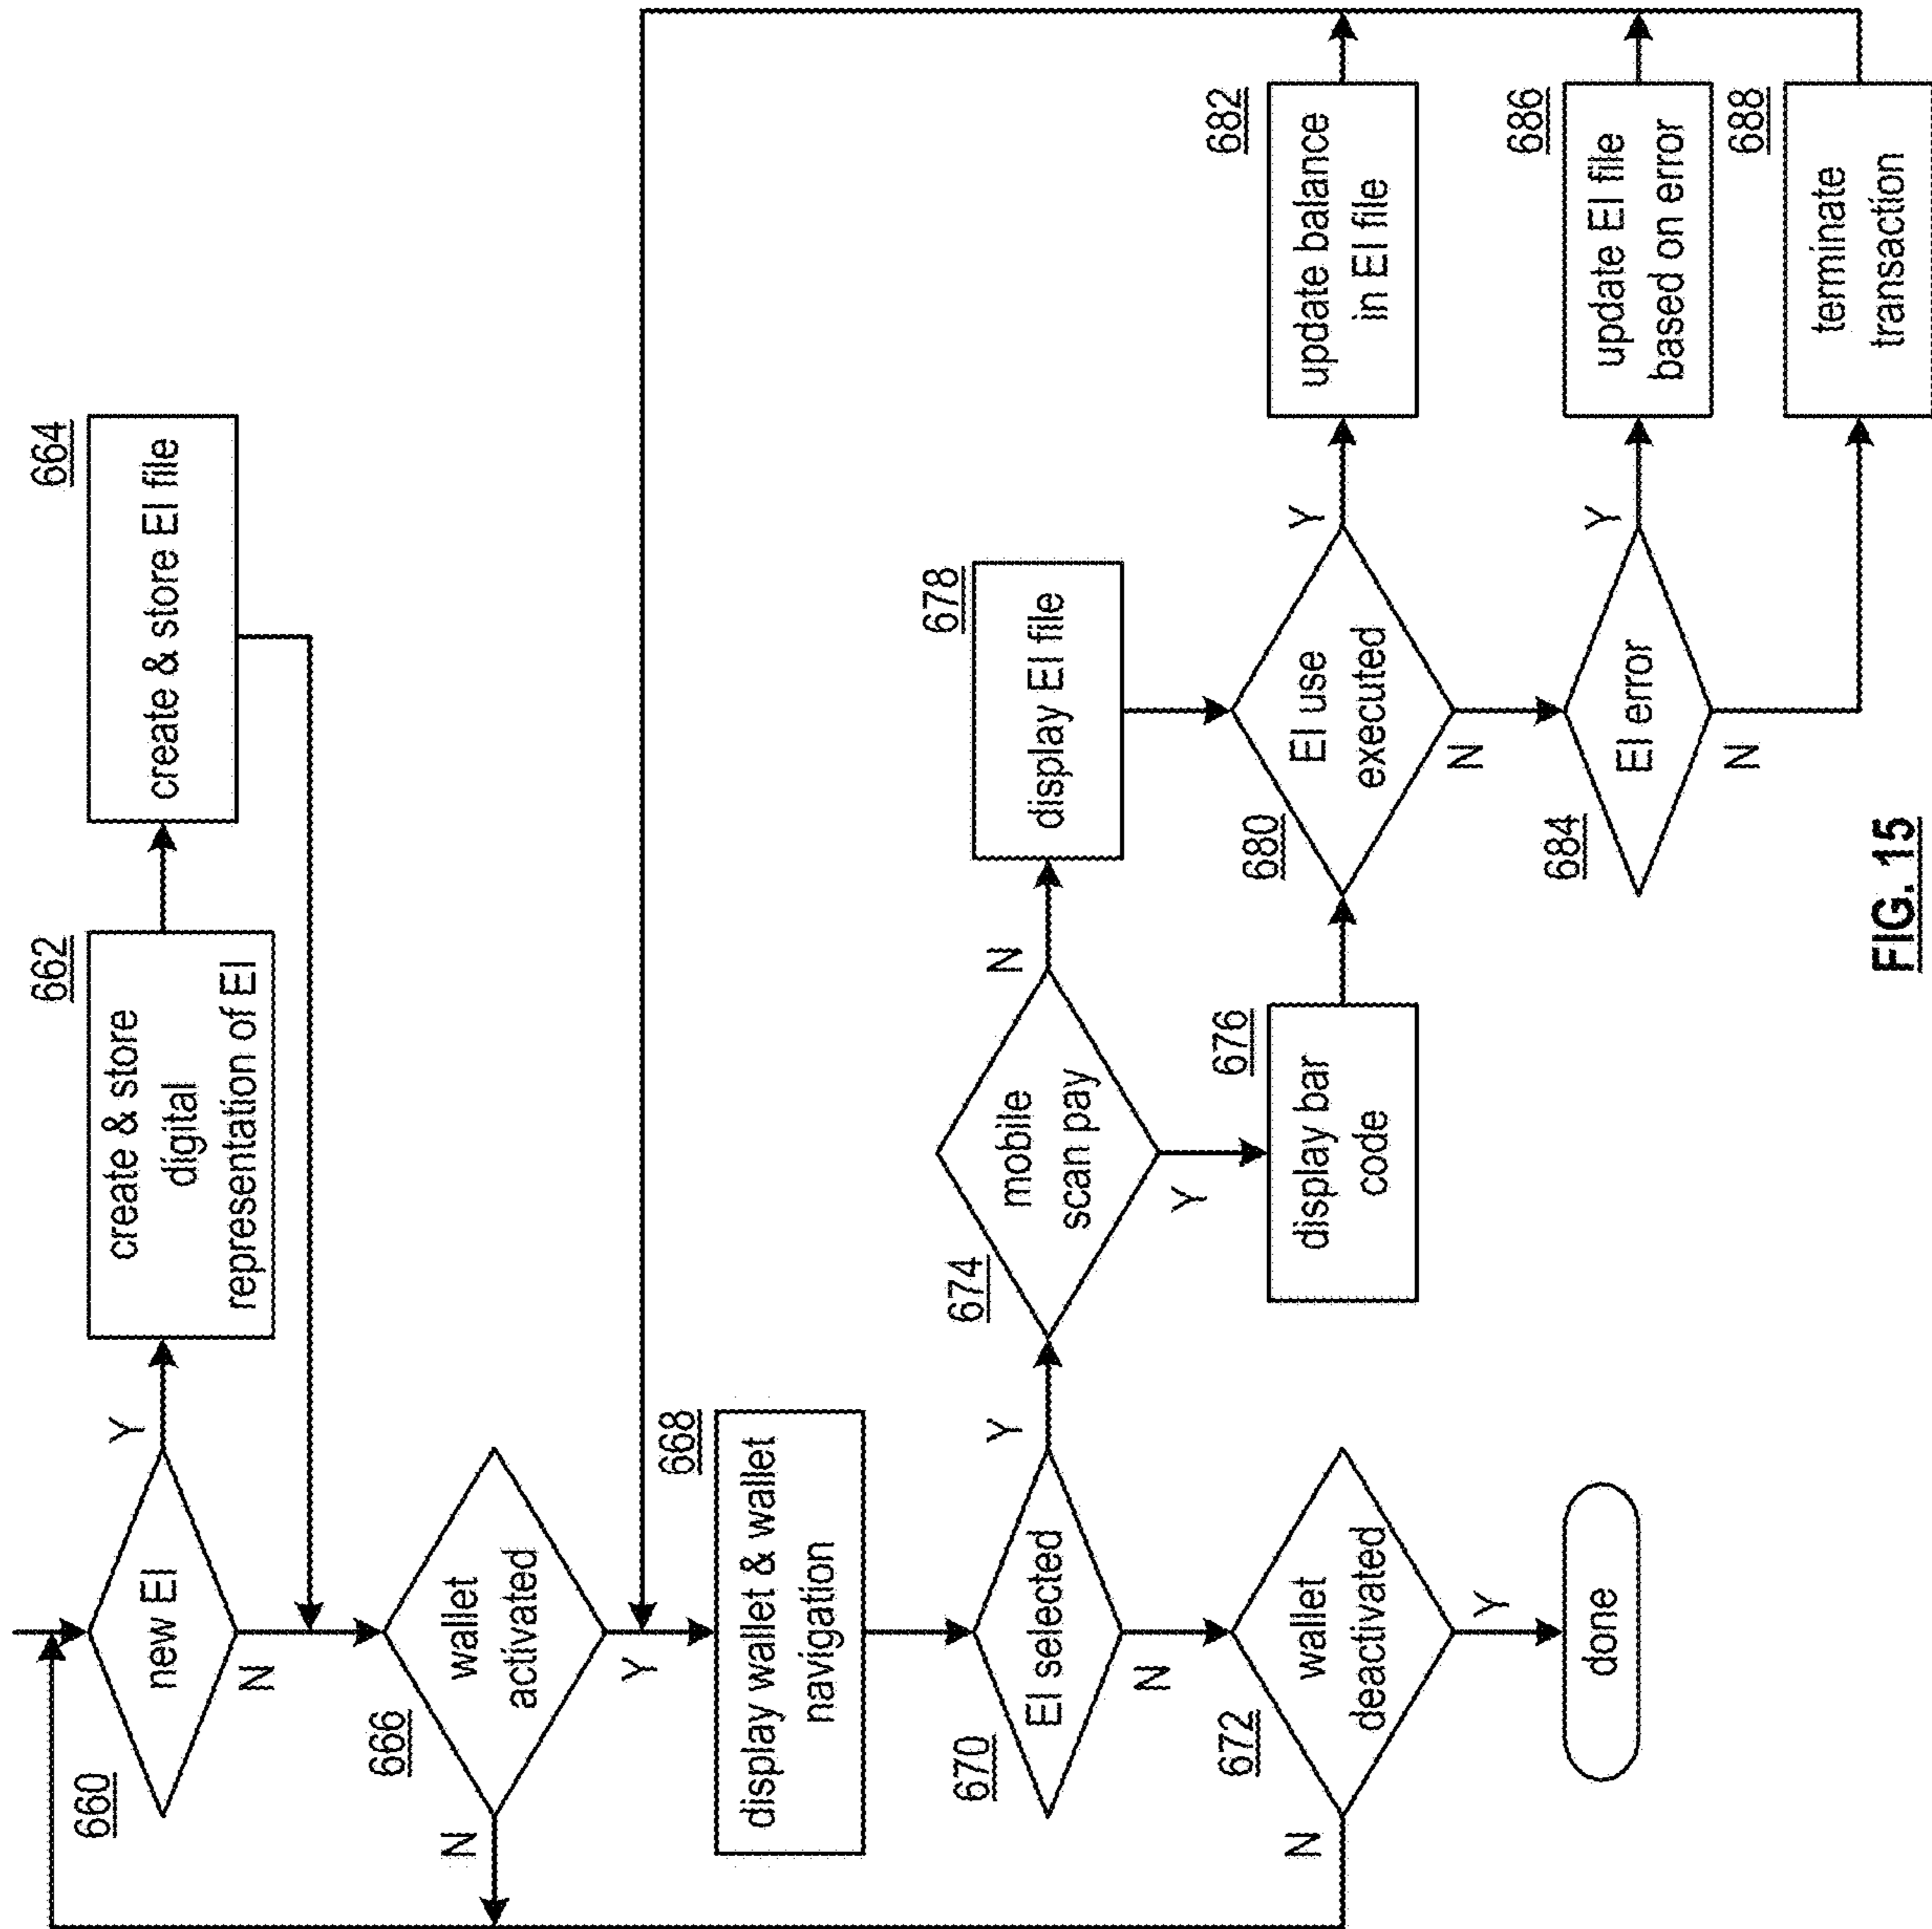 660
new EI
Y
N
662
create & store
digital
representation of EI
664
create & store EI file
666
wallet
activated
N
Y
668
display wallet & wallet
navigation
670
EI selected
Y
N
672
wallet
deactivated
N
Y
done
674
mobile
scan pay
N
Y
676
display bar
code
678
display EI file
680
EI use
executed
Y
N
682
update balance
in EI file
684
EI error
Y
N
686
update EI file
based on error
688
terminate
transaction
FIG. 15